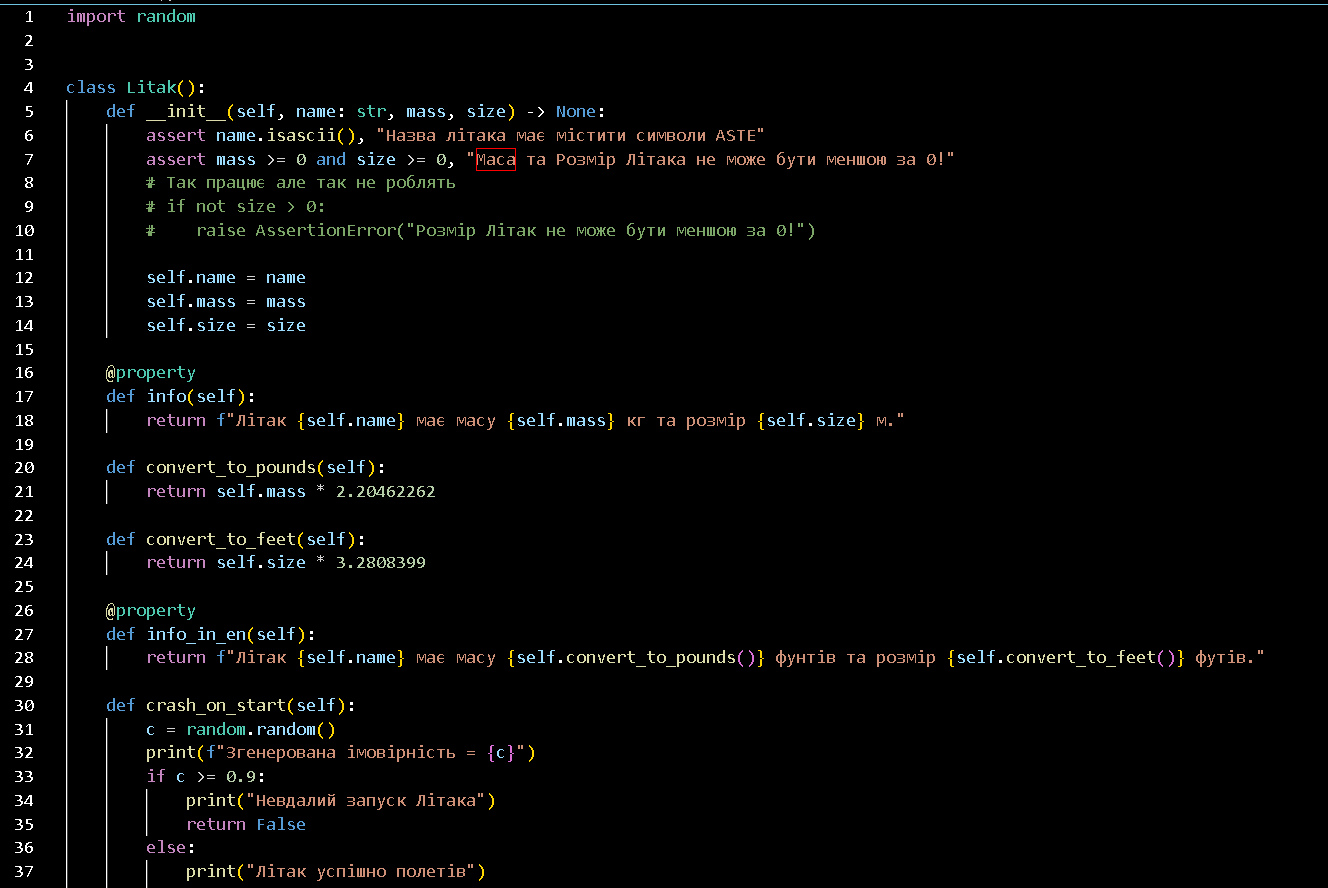 1 import random
2
3
4 class Litak():
5     def __init__(self, name: str, mass, size) -> None:
6         assert name.isascii(), "Назва літака має містити символи ASTE"
7         assert mass >= 0 and size >= 0, "Маса та Розмір Літака не може бути меншою за 0!"
8         # Так працює але так не роблять
9         # if not size > 0:
10         #    raise AssertionError("Розмір Літак не може бути меншою за 0!")
11
12         self.name = name
13         self.mass = mass
14         self.size = size
15
16     @property
17     def info(self):
18         return f"Літак {self.name} має масу {self.mass} кг та розмір {self.size} м."
19
20     def convert_to_pounds(self):
21         return self.mass * 2.20462262
22
23     def convert_to_feet(self):
24         return self.size * 3.2808399
25
26     @property
27     def info_in_en(self):
28         return f"Літак {self.name} має масу {self.convert_to_pounds()} фунтів та розмір {self.convert_to_feet()} футів."
29
30     def crash_on_start(self):
31         c = random.random()
32         print(f"Згенерована імовірність = {c}")
33         if c >= 0.9:
34             print("Невдалий запуск Літака")
35             return False
36         else:
37             print("Літак успішно полетів")